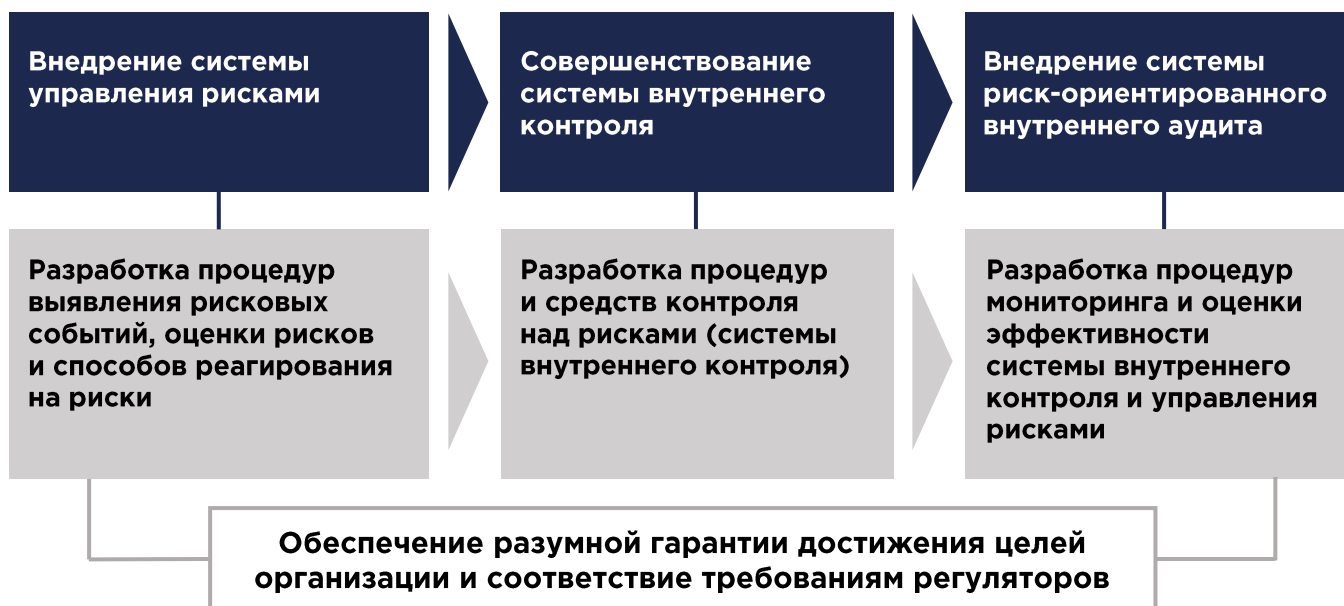 Внедрение системы
управления рисками
Совершенствование
системы внутреннего
контроля
Внедрение системы
риск-ориентированного
внутреннего аудита
Разработка процедур
выявления рисковых
событий, оценки рисков
и способов реагирования
на риски
Разработка процедур
и средств контроля
над рисками (системы
внутреннего контроля)
Разработка процедур
мониторинга и оценки
эффективности
системы внутреннего
контроля и управления
рисками
Обеспечение разумной гарантии достижения целей
организации и соответствие требованиям регуляторов